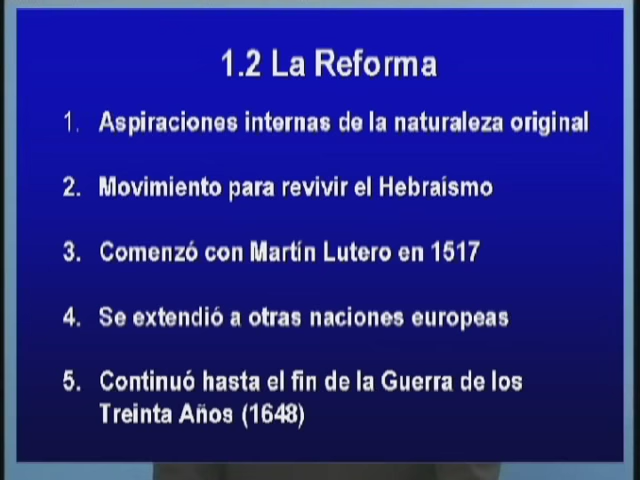 1.2 La Reforma
1. Aspiraciones internas de la naturaleza original
2. Movimiento para revivir el Hebraísmo
3. Comenzó con Martín Lutero en 1517
4. Se extendió a otras naciones europeas
5. Continuó hasta el fin de la Guerra de los
Treinta Años (1648)